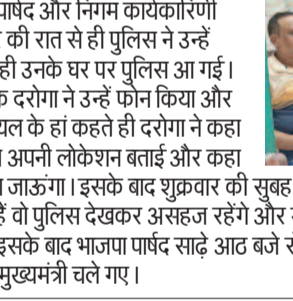 पार्षद और निगम कार्यकारिणी
की रात से ही पुलिस ने उन्हें
ही उनके घर पर पुलिस आ गई।
दरोगा ने उन्हें फोन किया और
यल के हां कहते ही दरोगा ने कहा
अपनी लोकेशन बताई और कहा
जाऊंगा। इसके बाद शुक्रवार की सुबह
वो पुलिस देखकर असहज रहेंगे और
इसके बाद भाजपा पार्षद साढ़े आठ बजे
मुख्यमंत्री चले गए।